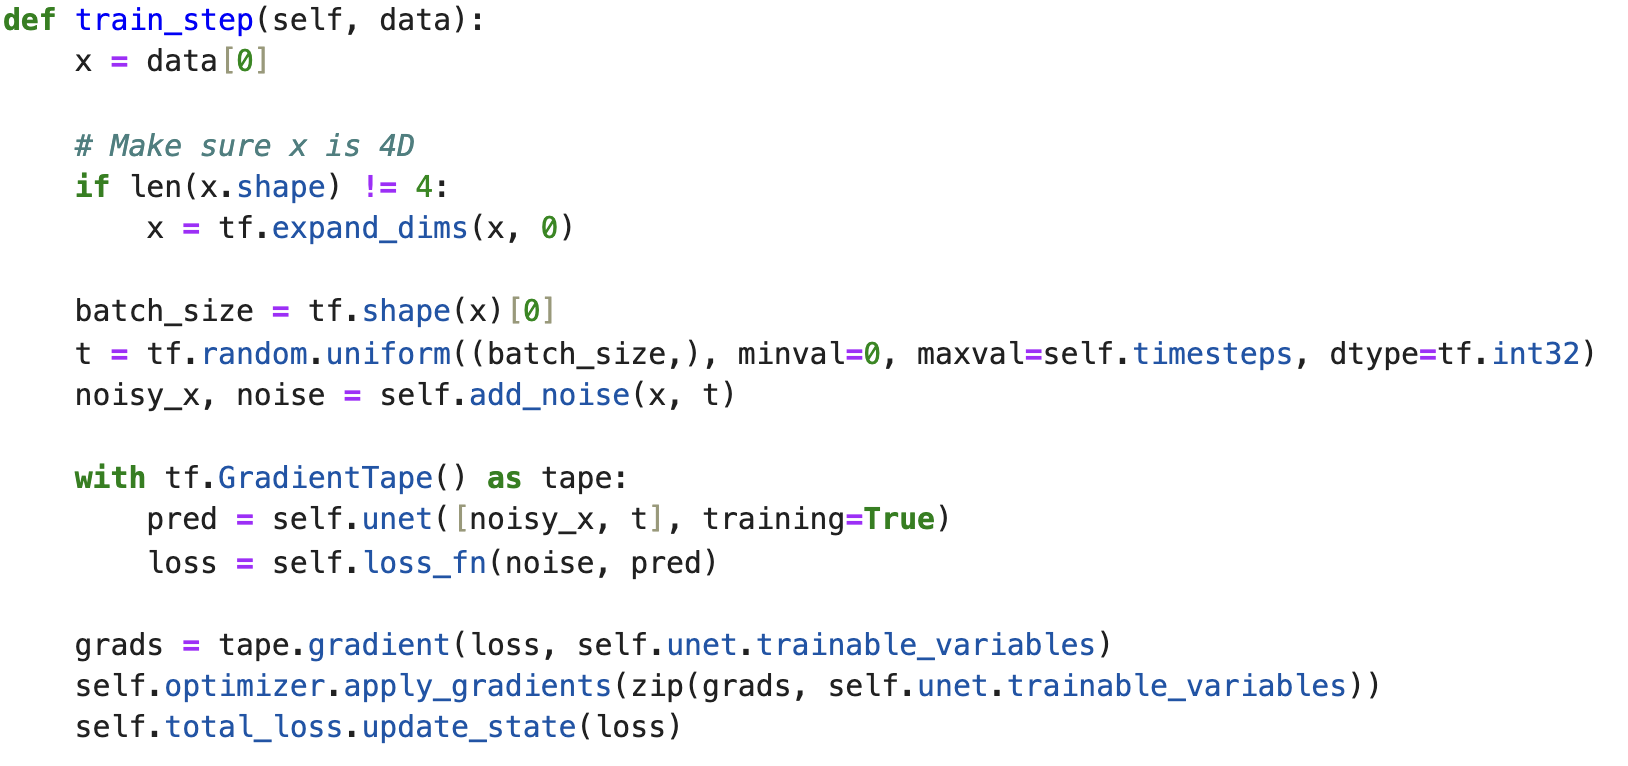 def train_step(self, data):
    x = data[0]

    # Make sure x is 4D
    if len(x.shape) != 4:
        x = tf.expand_dims(x, 0)

    batch_size = tf.shape(x)[0]
    t = tf.random.uniform((batch_size,), minval=0, maxval=self.timesteps, dtype=tf.int32)
    noisy_x, noise = self.add_noise(x, t)

    with tf.GradientTape() as tape:
        pred = self.unet([noisy_x, t], training=True)
        loss = self.loss_fn(noise, pred)

    grads = tape.gradient(loss, self.unet.trainable_variables)
    self.optimizer.apply_gradients(zip(grads, self.unet.trainable_variables))
    self.total_loss.update_state(loss)